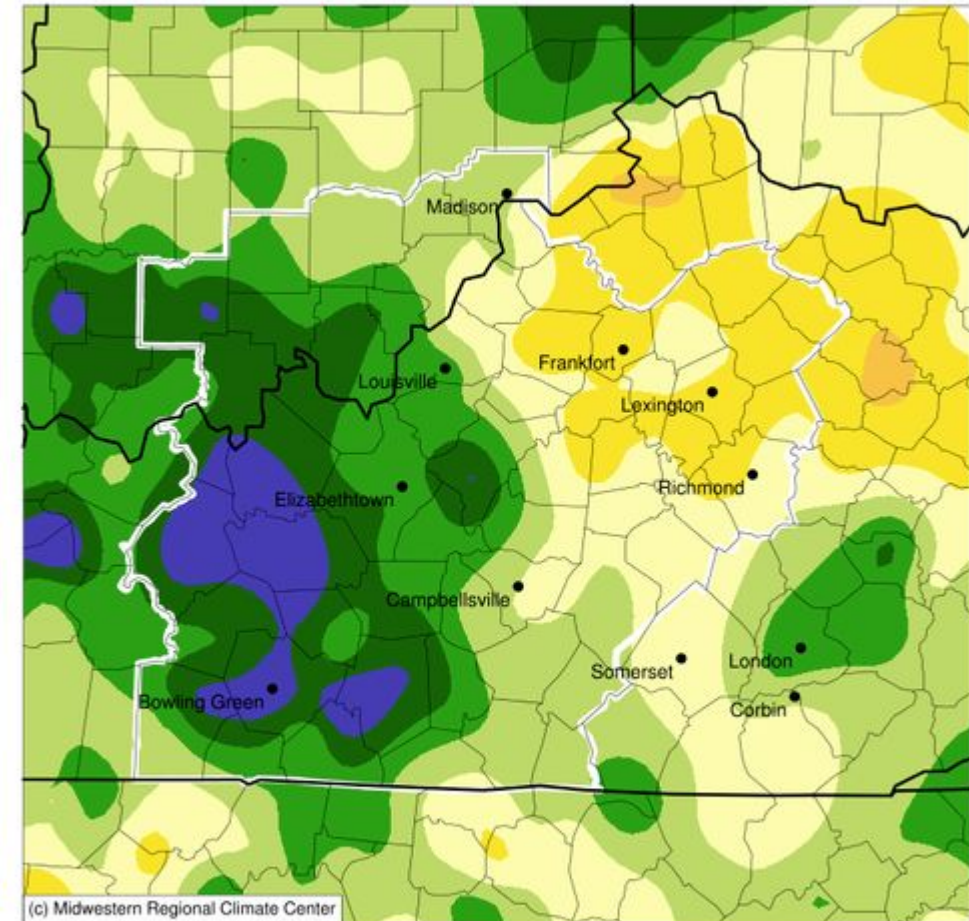 Madison
Frankfort
Louisville
Lexington
Richmond
Elizabethtown
Campbellsville
Somerset
London
Bowling Green
Corbin
(c) Midwestern Regional Climate Center